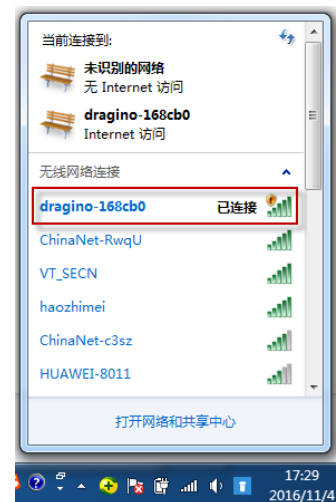 当前连接到:
未识别的网络
无 Internet 访问
dragino-168cb0
Internet 访问
无线网络连接
dragino-168cb0 已连接
ChinaNet-RwqU
VT_SECN
haozhimei
ChinaNet-c3sz
HUAWEI-8011
打开网络和共享中心
17:29
2016/11/4